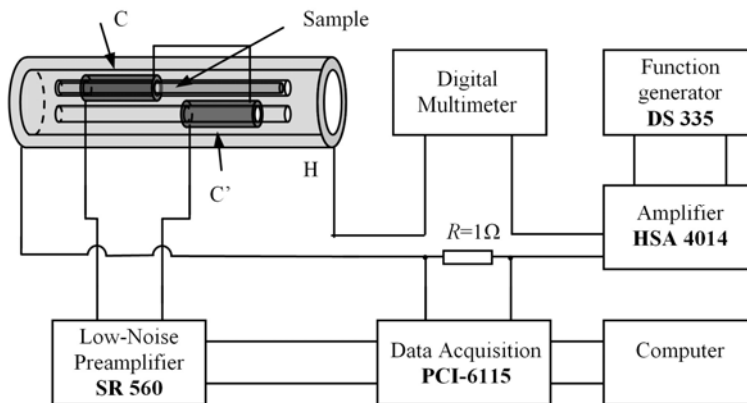 C
Sample
Digital
Multimeter
Function
generator
DS 335
C'
H
R=1Ω
Amplifier
HSA 4014
Low-Noise
Preamplifier
SR 560
Data Acquisition
PCI-6115
Computer